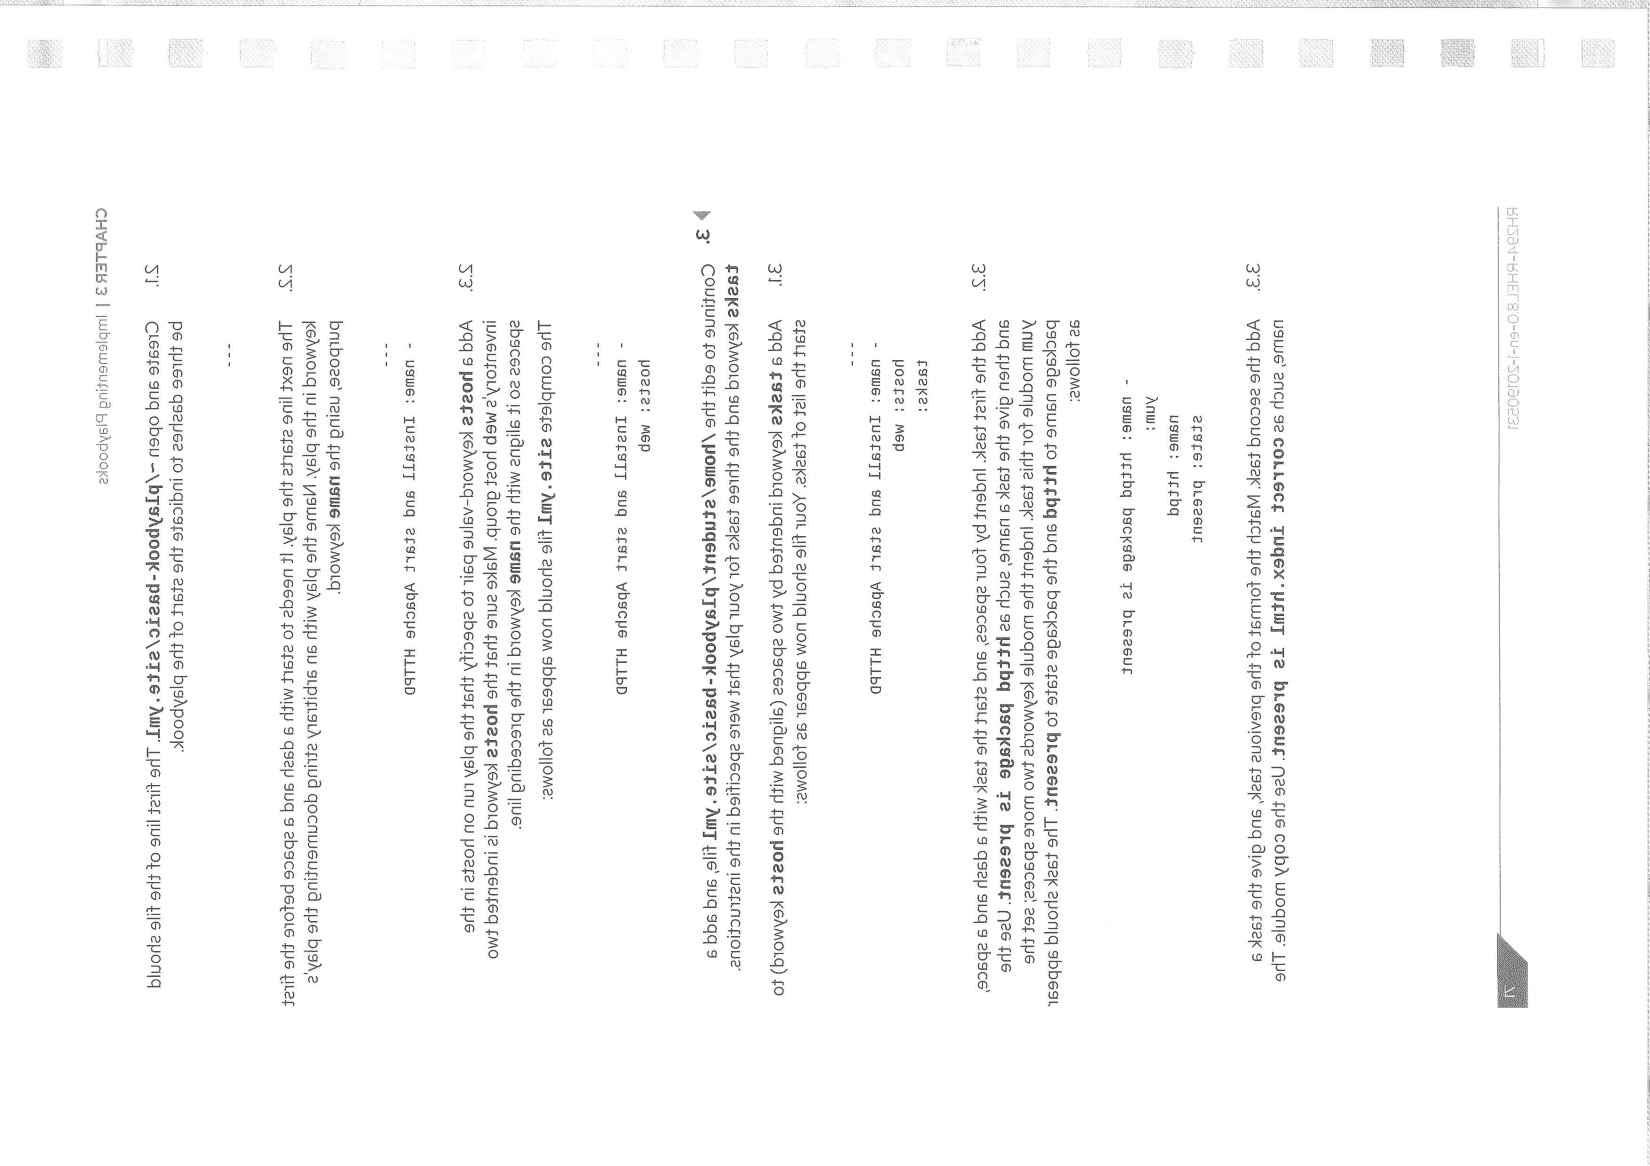 CHAPTER 3 | Implementing Playbooks
2.1. Create and open ~/playbook-basic/site.yml. The first line of the file should
be three dashes to indicate the start of the playbook.
---
2.2. The next line starts the play. It needs to start with a dash and a space before the first
keyword in the play. Name the play with an arbitrary string documenting the play's
purpose, using the name keyword.
---
- name: Install and start Apache HTTPD
2.3. Add a hosts keyword-value pair to specify that the play run on hosts in the
inventory's web host group. Make sure that the hosts keyword is indented two
spaces so it aligns with the name keyword in the preceding line.
The complete site.yml file should now appear as follows:
---
- name: Install and start Apache HTTPD
hosts: web
3. Continue to edit the /home/student/playbook-basic/site.yml file, and add a
tasks keyword and the three tasks for your play that were specified in the instructions.
3.1. Add a tasks keyword indented by two spaces (aligned with the hosts keyword) to
start the list of tasks. Your file should now appear as follows:
---
- name: Install and start Apache HTTPD
hosts: web
tasks:
3.2. Add the first task. Indent by four spaces, and start the task with a dash and a space,
and then give the task a name, such as httpd package is present. Use the
yum module for this task. Indent the module keywords two more spaces; set the
package name to httpd and the package state to present. The task should appear
as follows:
- name: httpd package is present
yum:
name: httpd
state: present
3.3. Add the second task. Match the format of the previous task, and give the task a
name, such as correct index.html is present. Use the copy module. The
RH294-RHEL8.0-en-1-20190531
71